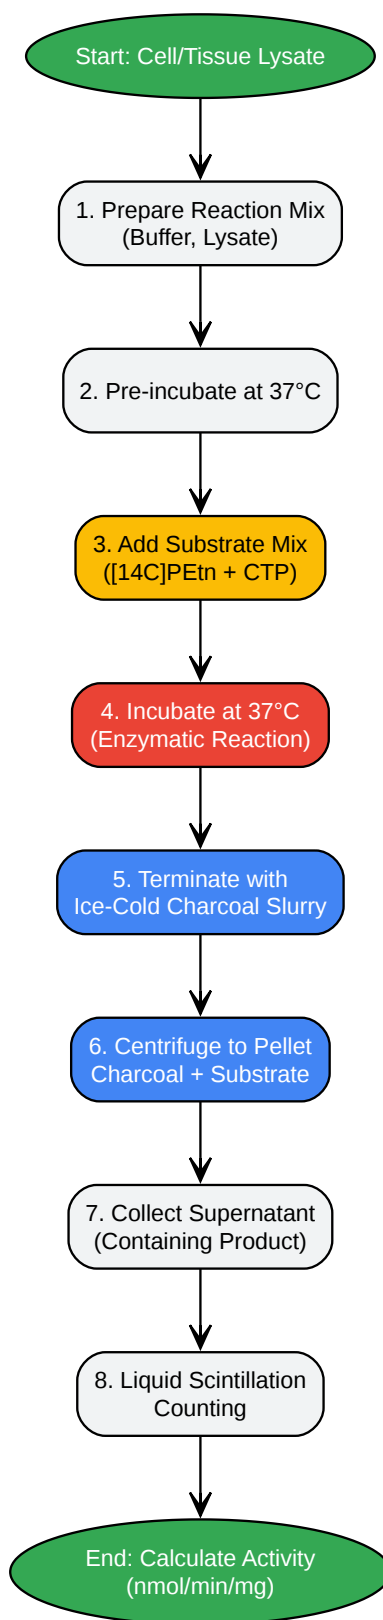 Start: Cell/Tissue Lysate
1. Prepare Reaction Mix
(Buffer, Lysate)
2. Pre-incubate at 37°C
3. Add Substrate Mix
([14C]PEtn + CTP)
4. Incubate at 37°C
(Enzymatic Reaction)
5. Terminate with
Ice-Cold Charcoal Slurry
6. Centrifuge to Pellet
Charcoal + Substrate
7. Collect Supernatant
(Containing Product)
8. Liquid Scintillation
Counting
End: Calculate Activity
(nmol/min/mg)